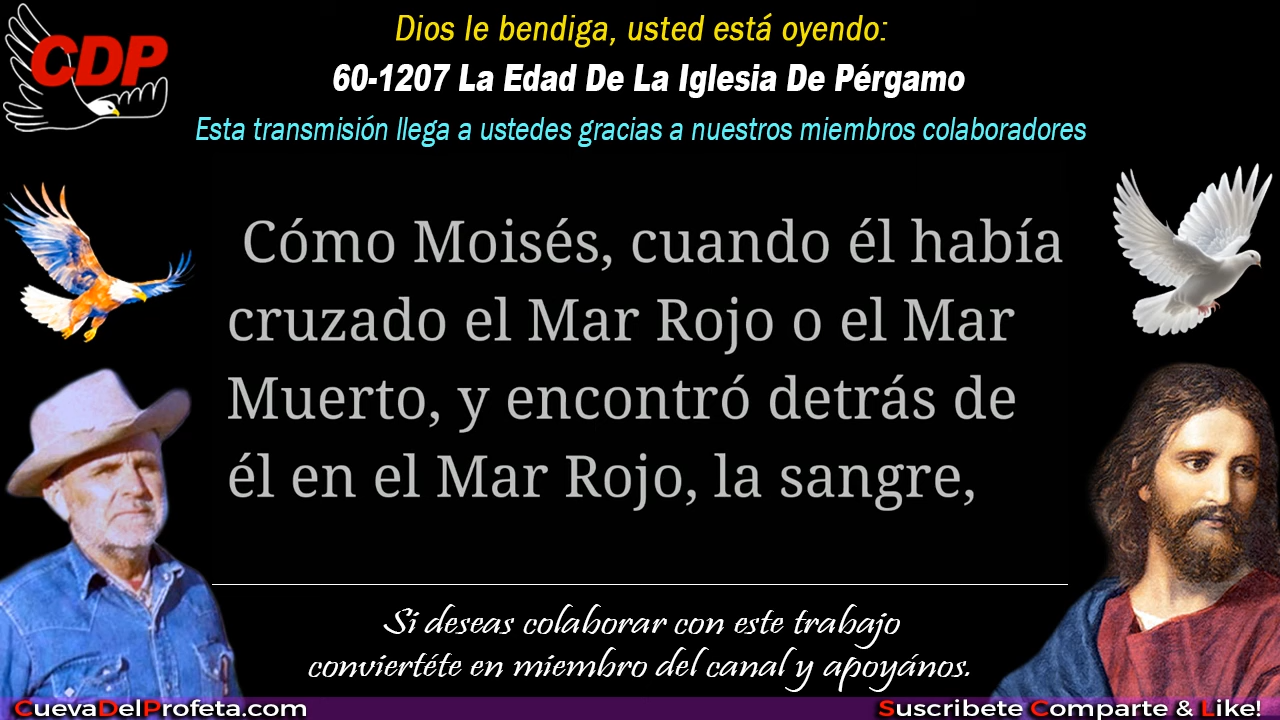 CDP
Dios le bendiga, usted está oyendo:
60-1207 La Edad De La Iglesia De Pérgamo
Esta transmisión llega a ustedes gracias a nuestros miembros colaboradores
Cómo Moisés, cuando él había
cruzado el Mar Rojo o el Mar
Muerto, y encontró detrás de
él en el Mar Rojo, la sangre,
Si deseas colaborar con este trabajo
conviertéte en miembro del canal y apoyános.
CuevaDelProfeta.com
Suscribete Comparte & Like!